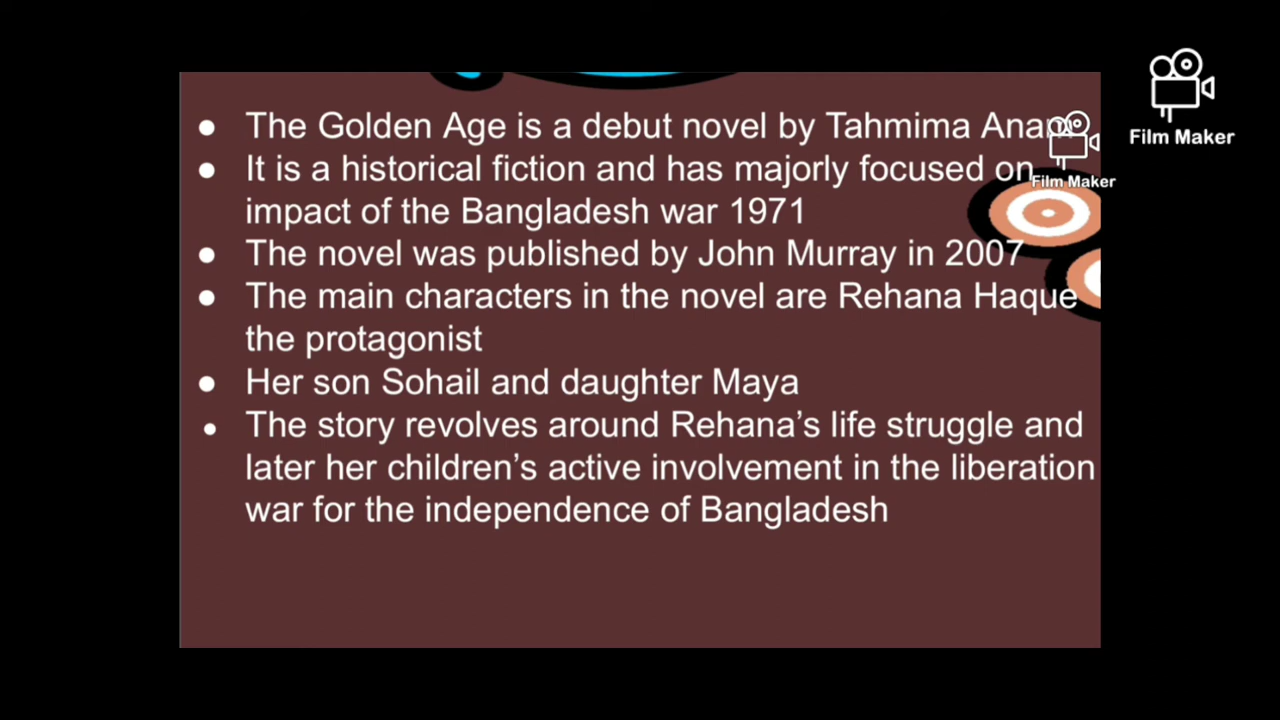 ● The Golden Age is a debut novel by Tahmima Anam
● It is a historical fiction and has majorly focused on
impact of the Bangladesh war 1971
● The novel was published by John Murray in 2007
● The main characters in the novel are Rehana Haque
the protagonist
● Her son Sohail and daughter Maya
● The story revolves around Rehana's life struggle and
later her children's active involvement in the liberation
war for the independence of Bangladesh
Film Maker
Film Maker